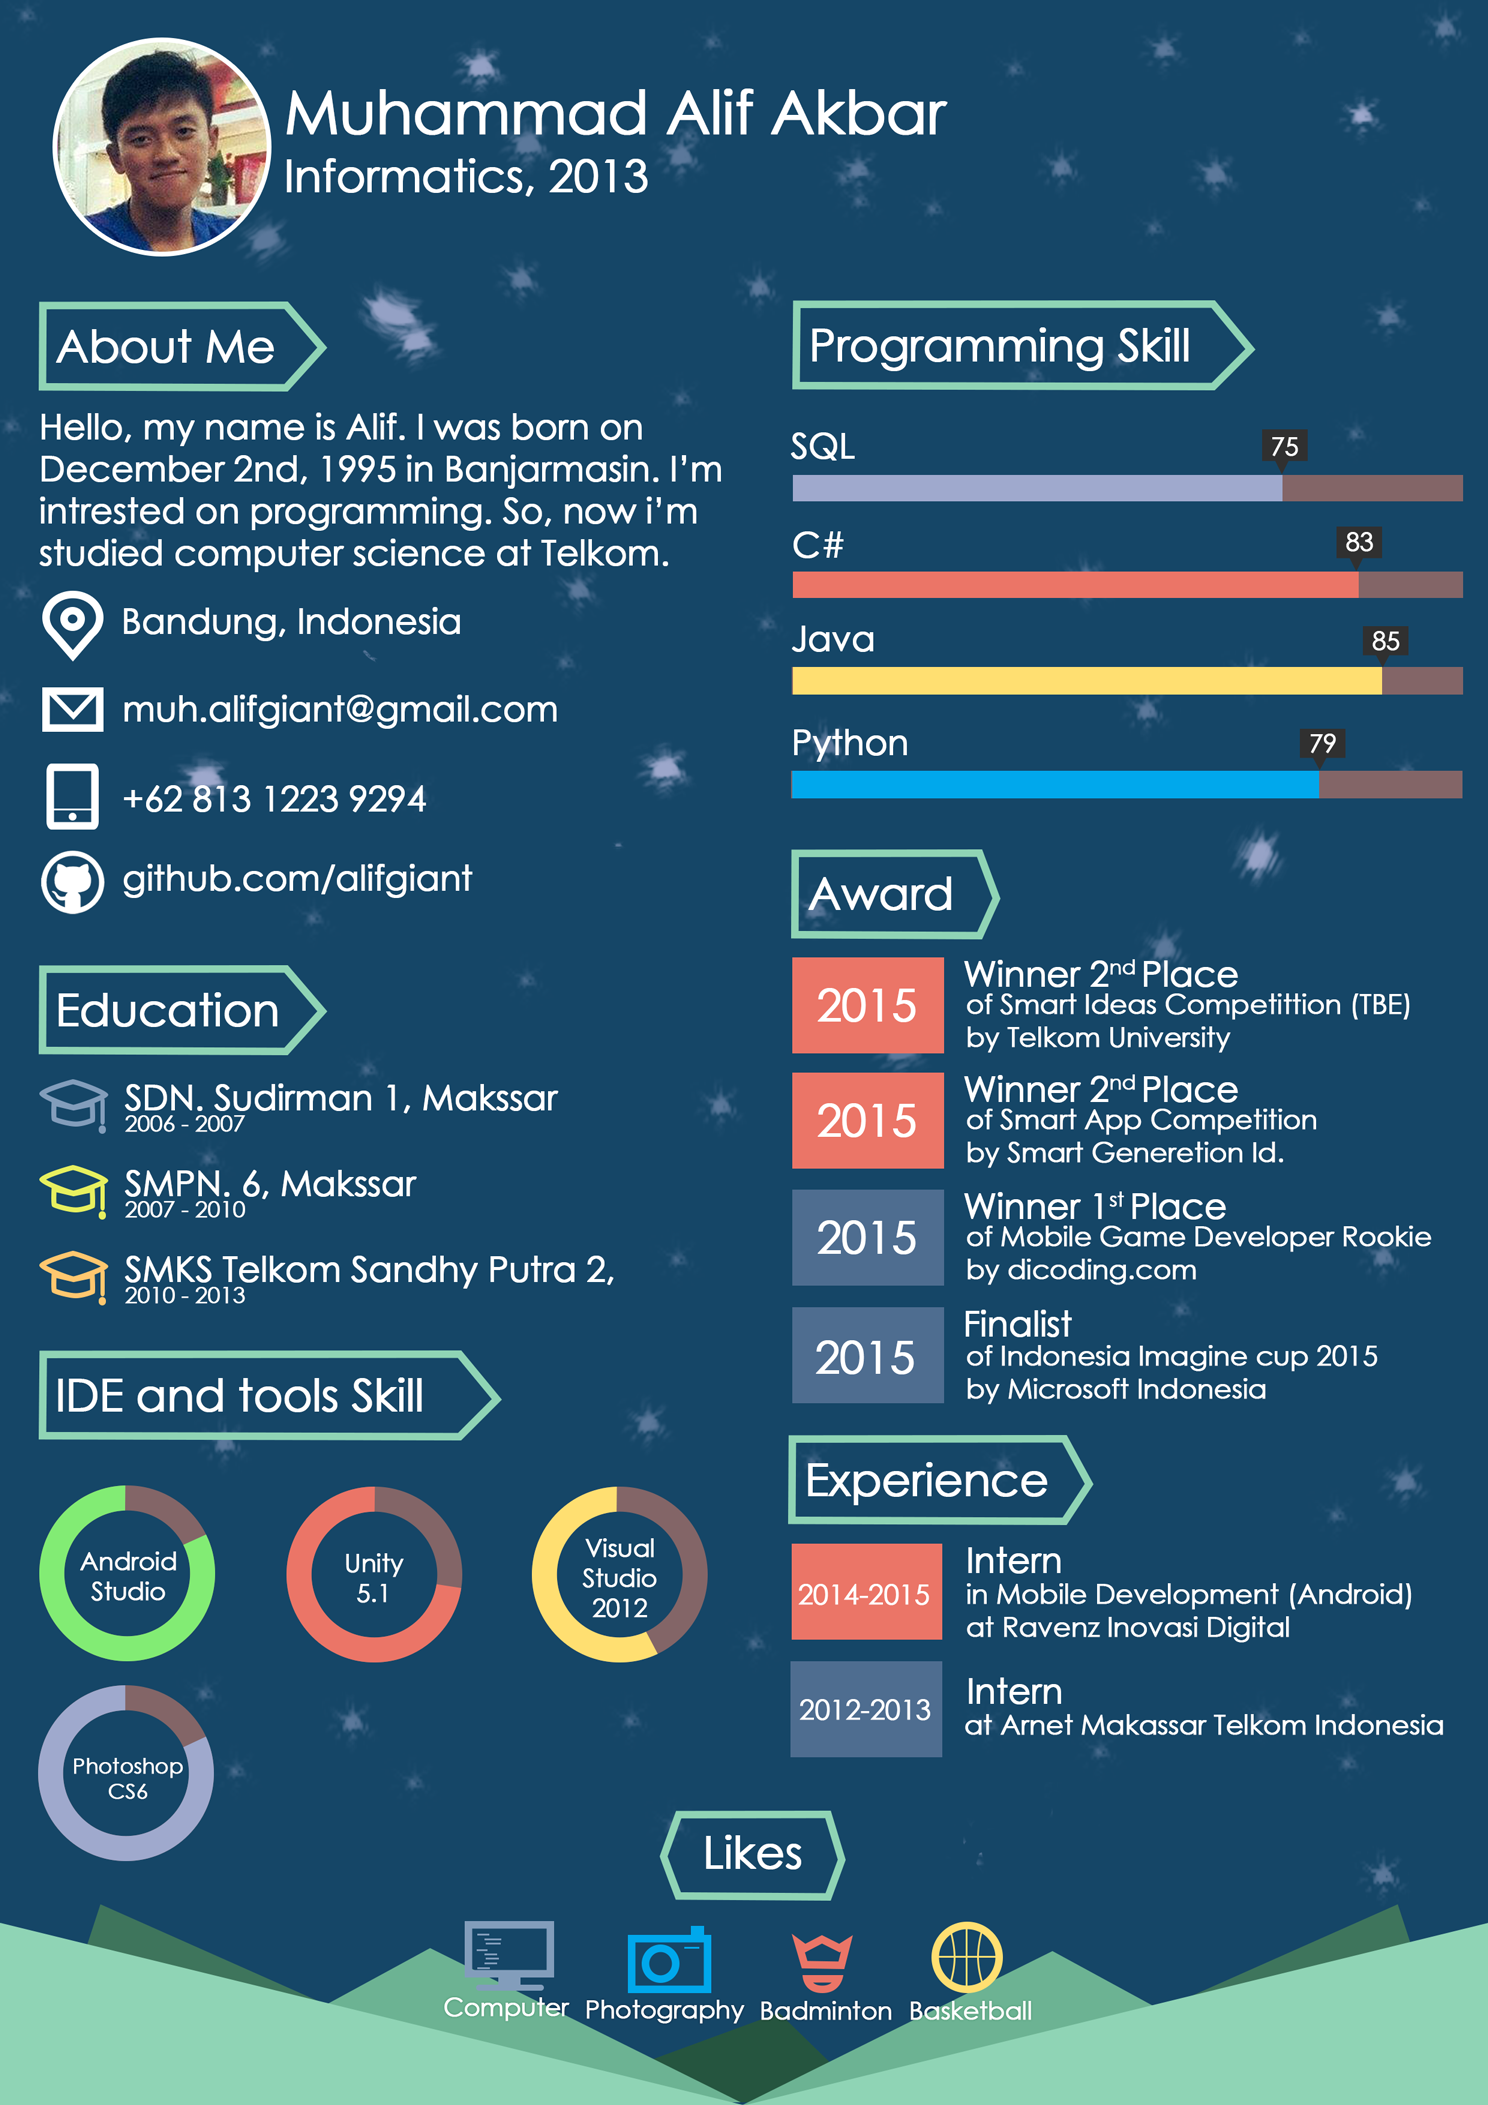 Muhammad Alif Akbar
Informatics, 2013
About Me
Hello, my name is Alif. I was born on
December 2nd, 1995 in Banjarmasin. I'm
intrested on programming. So, now i'm
studied computer science at Telkom.
Bandung, Indonesia
muh.alifgiant@gmail.com
+62 813 1223 9294
github.com/alifgiant
Education
SDN. Sudirman 1, Makssar
2006 - 2007
SMPN. 6, Makssar
2007 - 2010
SMKS Telkom Sandhy Putra 2,
2010 - 2013
IDE and tools Skill
Android
Studio
Unity
5.1
Visual
Studio
2012
Photoshop
CS6
Programming Skill
SQL
75
C#
83
Java
85
Python
79
Award
2015
Winner 2nd Place
of Smart Ideas Competittion (TBE)
by Telkom University
2015
Winner 2nd Place
of Smart App Competition
by Smart Generetion Id.
2015
Winner 1st Place
of Mobile Game Developer Rookie
by dicoding.com
2015
Finalist
of Indonesia Imagine cup 2015
by Microsoft Indonesia
Experience
2014-2015
Intern
in Mobile Development (Android)
at Ravenz Inovasi Digital
2012-2013
Intern
at Arnet Makassar Telkom Indonesia
Likes
Computer
Photography
Badminton
Basketball